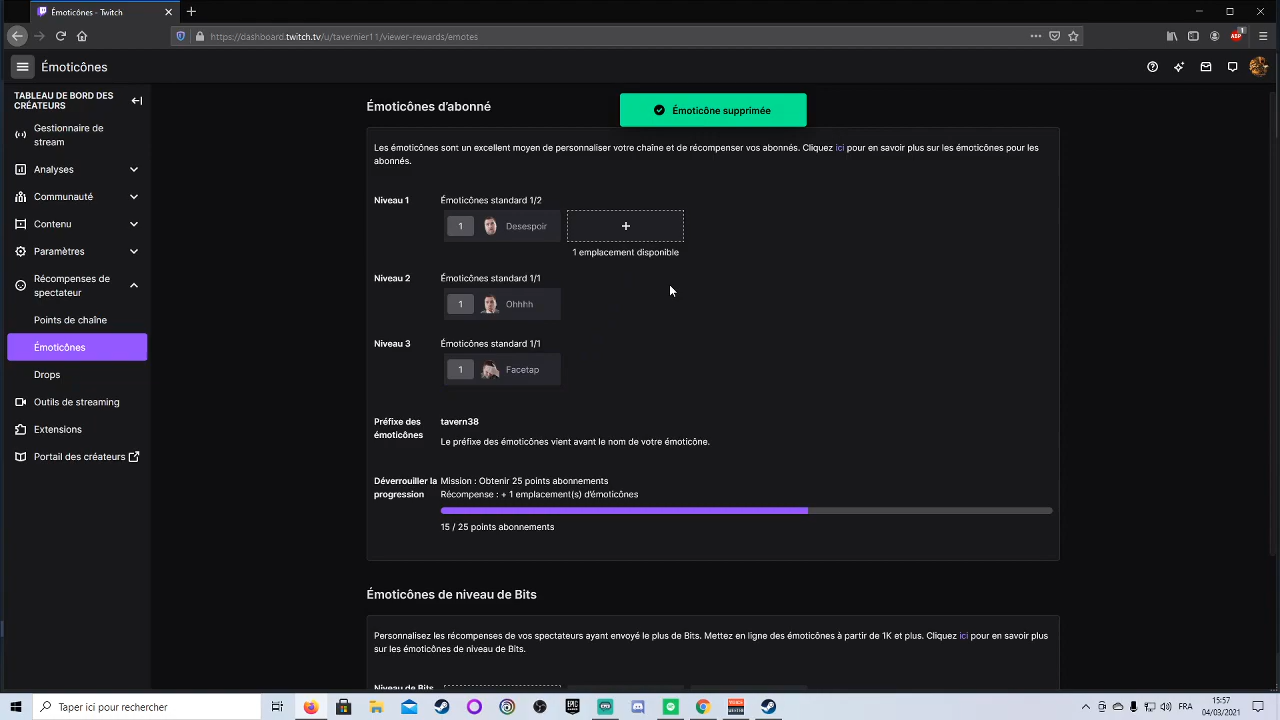 Émoticônes - Twitch
https://dashboard.twitch.tv/u/tavernier11/viewer-rewards/emotes
ABP
1
Émoticônes
TABLEAU DE BORD DES
CRÉATEURS
Gestionnaire de
stream
Analyses
Communauté
Contenu
Paramètres
Récompenses de
spectateur
Points de chaîne
Émoticônes
Drops
Outils de streaming
Extensions
Portail des créateurs
Émoticônes d'abonné
Émoticône supprimée
Les émoticônes sont un excellent moyen de personnaliser votre chaîne et de récompenser vos abonnés. Cliquez ici pour en savoir plus sur les émoticônes pour les
abonnés.
Niveau 1
Émoticônes standard 1/2
1 Desespoir +
1 emplacement disponible
Niveau 2
Émoticônes standard 1/1
1 Ohhhh
Niveau 3
Émoticônes standard 1/1
1 Facetap
Préfixe des
émoticônes
tavern38
Le préfixe des émoticônes vient avant le nom de votre émoticône.
Déverrouiller la
progression
Mission : Obtenir 25 points abonnements
Récompense : + 1 emplacement(s) d'émoticônes
15 / 25 points abonnements
Émoticônes de niveau de Bits
Personnalisez les récompenses de vos spectateurs ayant envoyé le plus de Bits. Mettez en ligne des émoticônes à partir de 1K et plus. Cliquez ici pour en savoir plus
sur les émoticônes de niveau de Bits.
Niveau de Bits
Taper ici pour rechercher
EPIC
FRA
15:57
04/03/2021